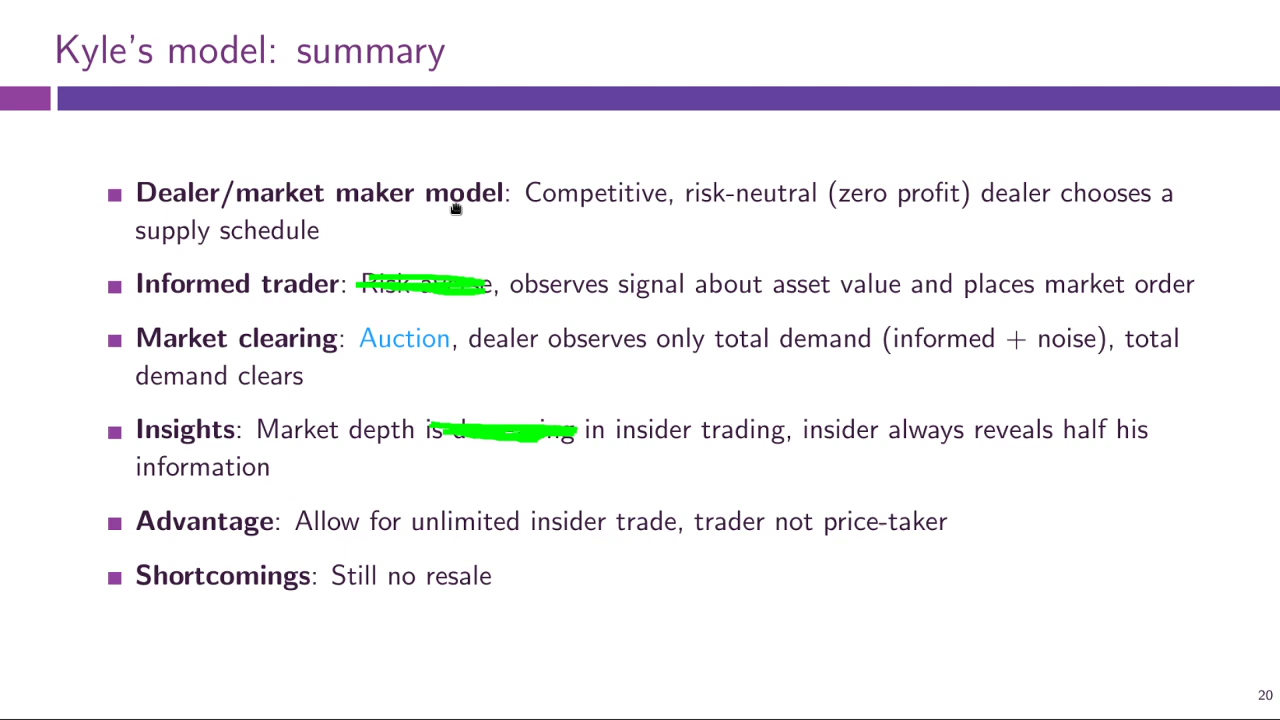 Kyle's model: summary
Dealer/market maker model: Competitive, risk-neutral (zero profit) dealer chooses a
supply schedule
Informed trader: , observes signal about asset value and places market order
Market clearing: Auction, dealer observes only total demand (informed + noise), total
demand clears
Insights: Market depth is in insider trading, insider always reveals half his
information
Advantage: Allow for unlimited insider trade, trader not price-taker
Shortcomings: Still no resale
20